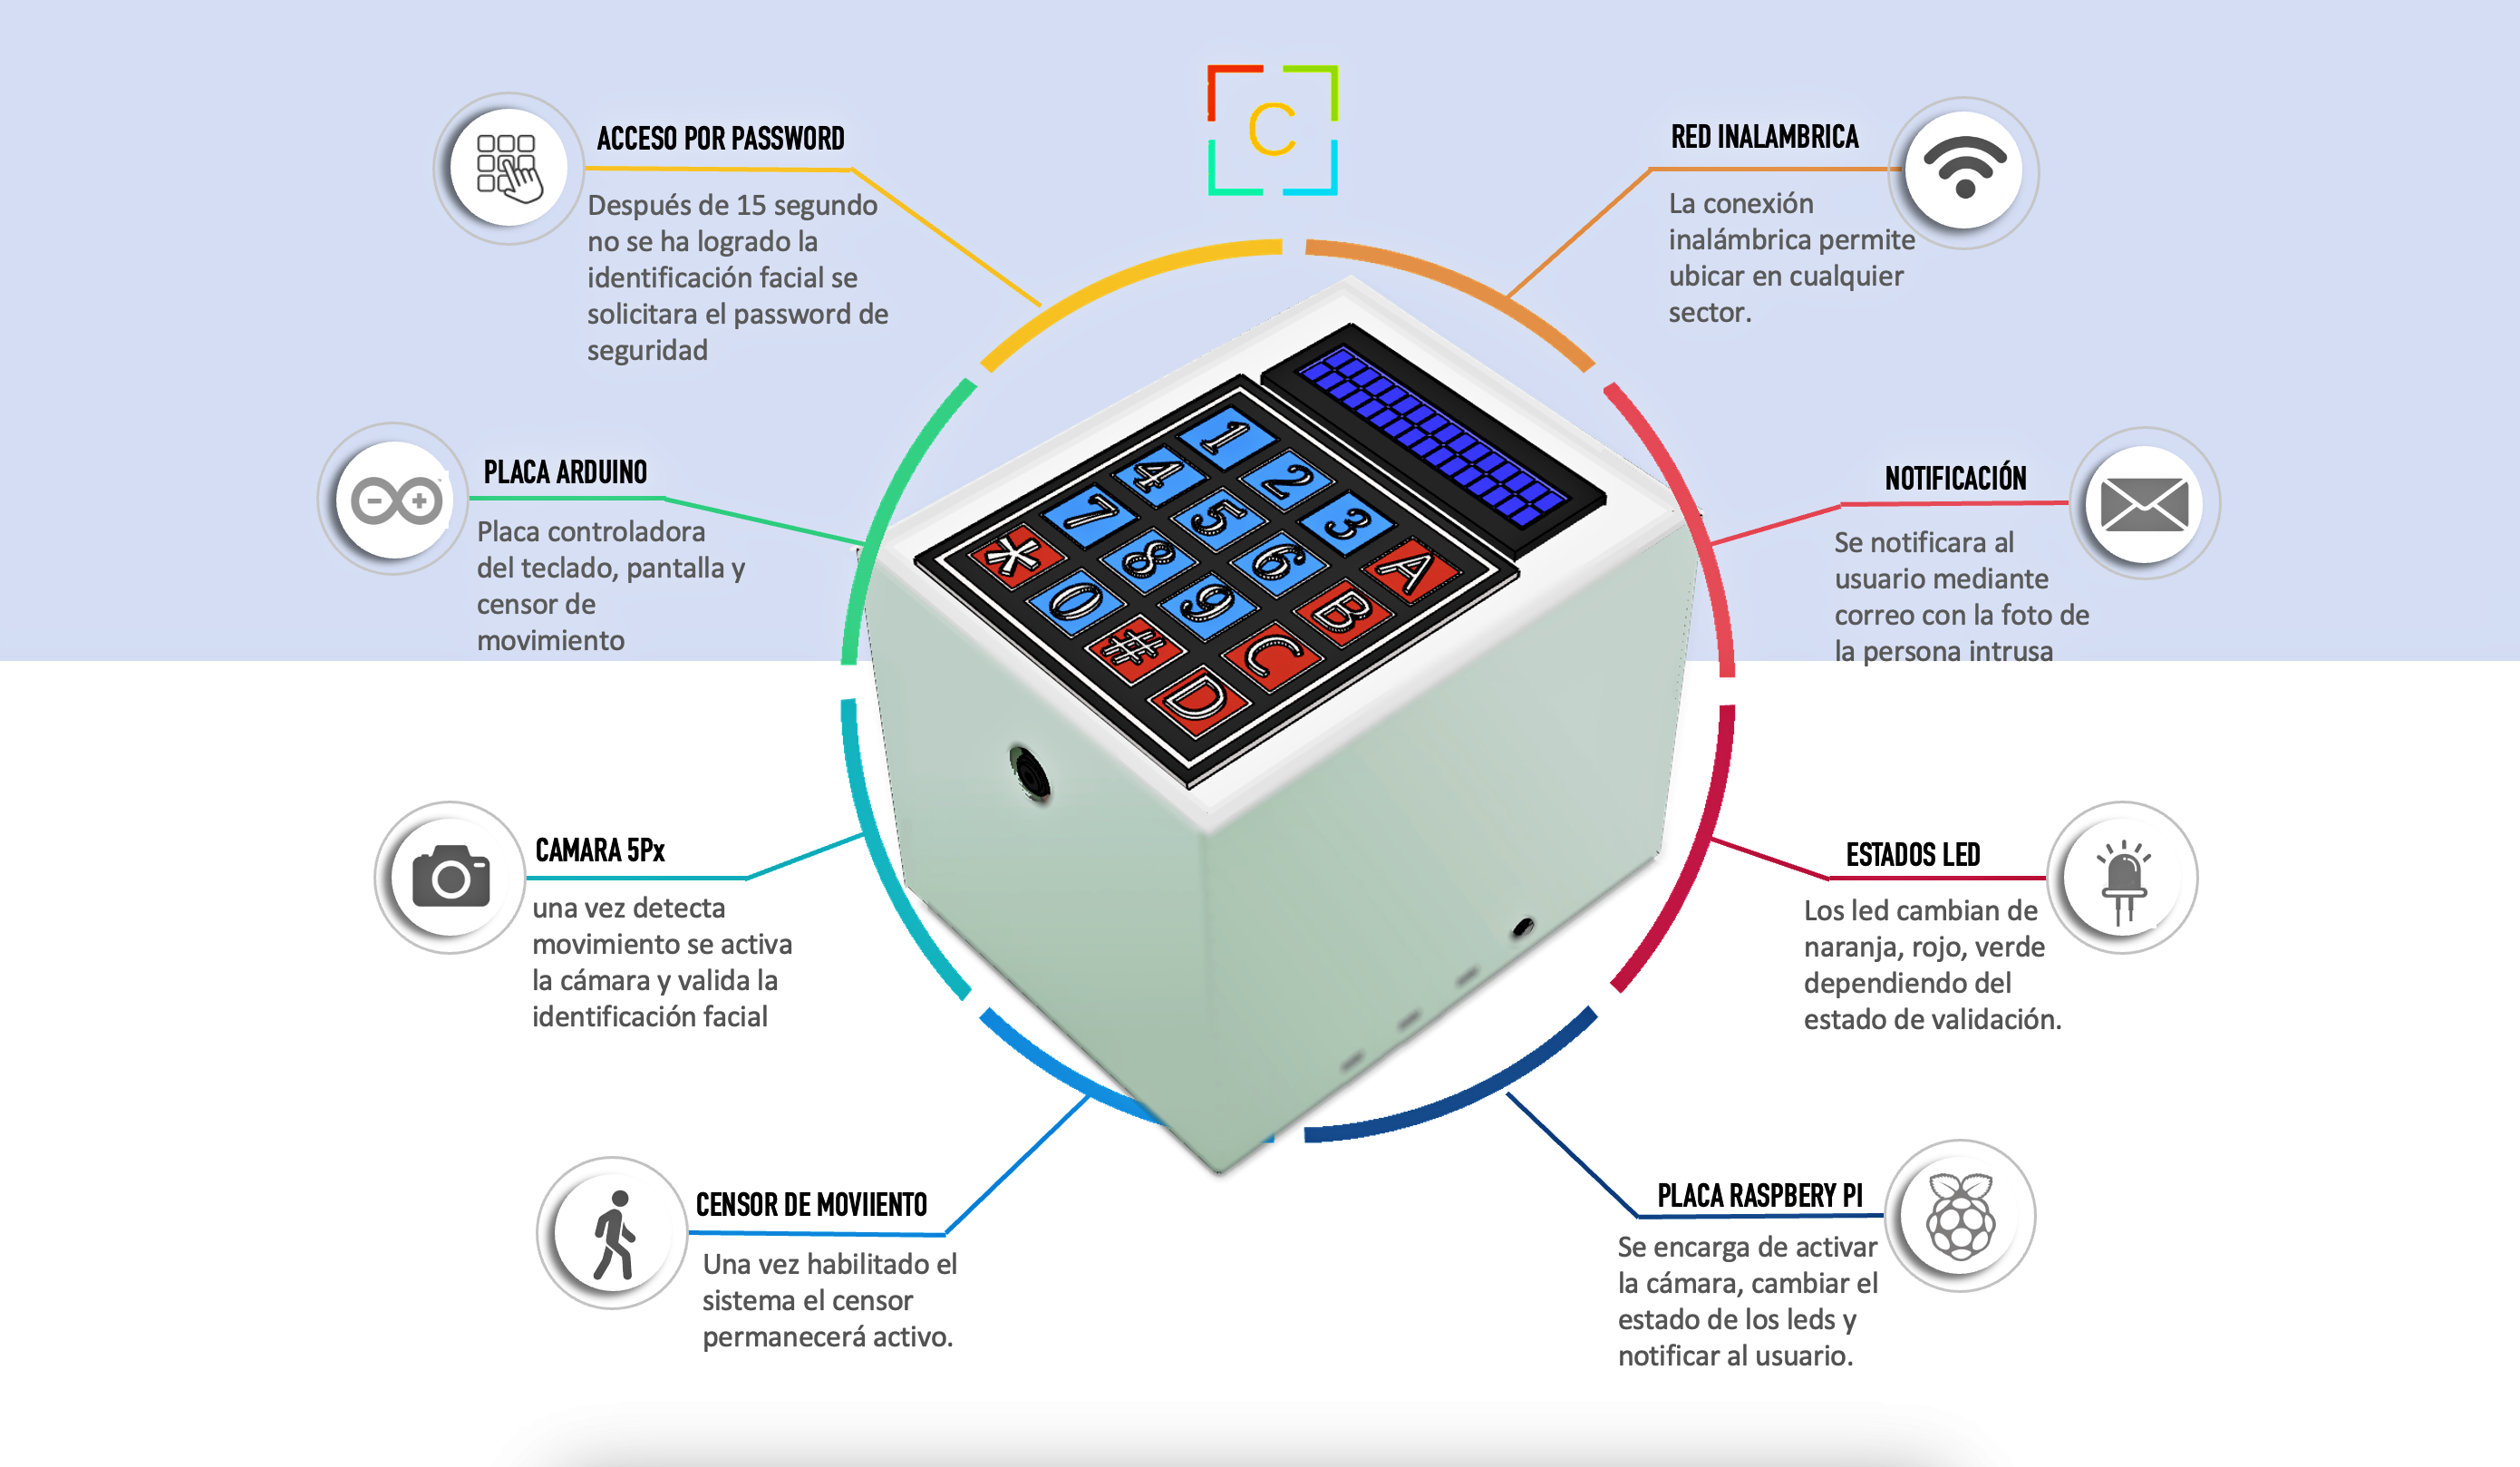 C
ACCESO POR PASSWORD
Después de 15 segundo
no se ha logrado la
identificación facial se
solicitara el password de
seguridad
RED INALAMBRICA
La conexión
inalámbrica permite
ubicar en cualquier
sector.
PLACA ARDUINO
Placa controladora
del teclado, pantalla y
censor de
movimiento
NOTIFICACIÓN
Se notificara al
usuario mediante
correo con la foto de
la persona intrusa
1 2 3 A
4 5 6 B
7 8 9 C
* 0 # D
CAMARA 5Px
una vez detecta
movimiento se activa
la cámara y valida la
identificación facial
ESTADOS LED
Los led cambian de
naranja, rojo, verde
dependiendo del
estado de validación.
CENSOR DE MOVIIENTO
Una vez habilitado el
sistema el censor
permanecerá activo.
PLACA RASPBERY PI
Se encarga de activar
la cámara, cambiar el
estado de los leds y
notificar al usuario.